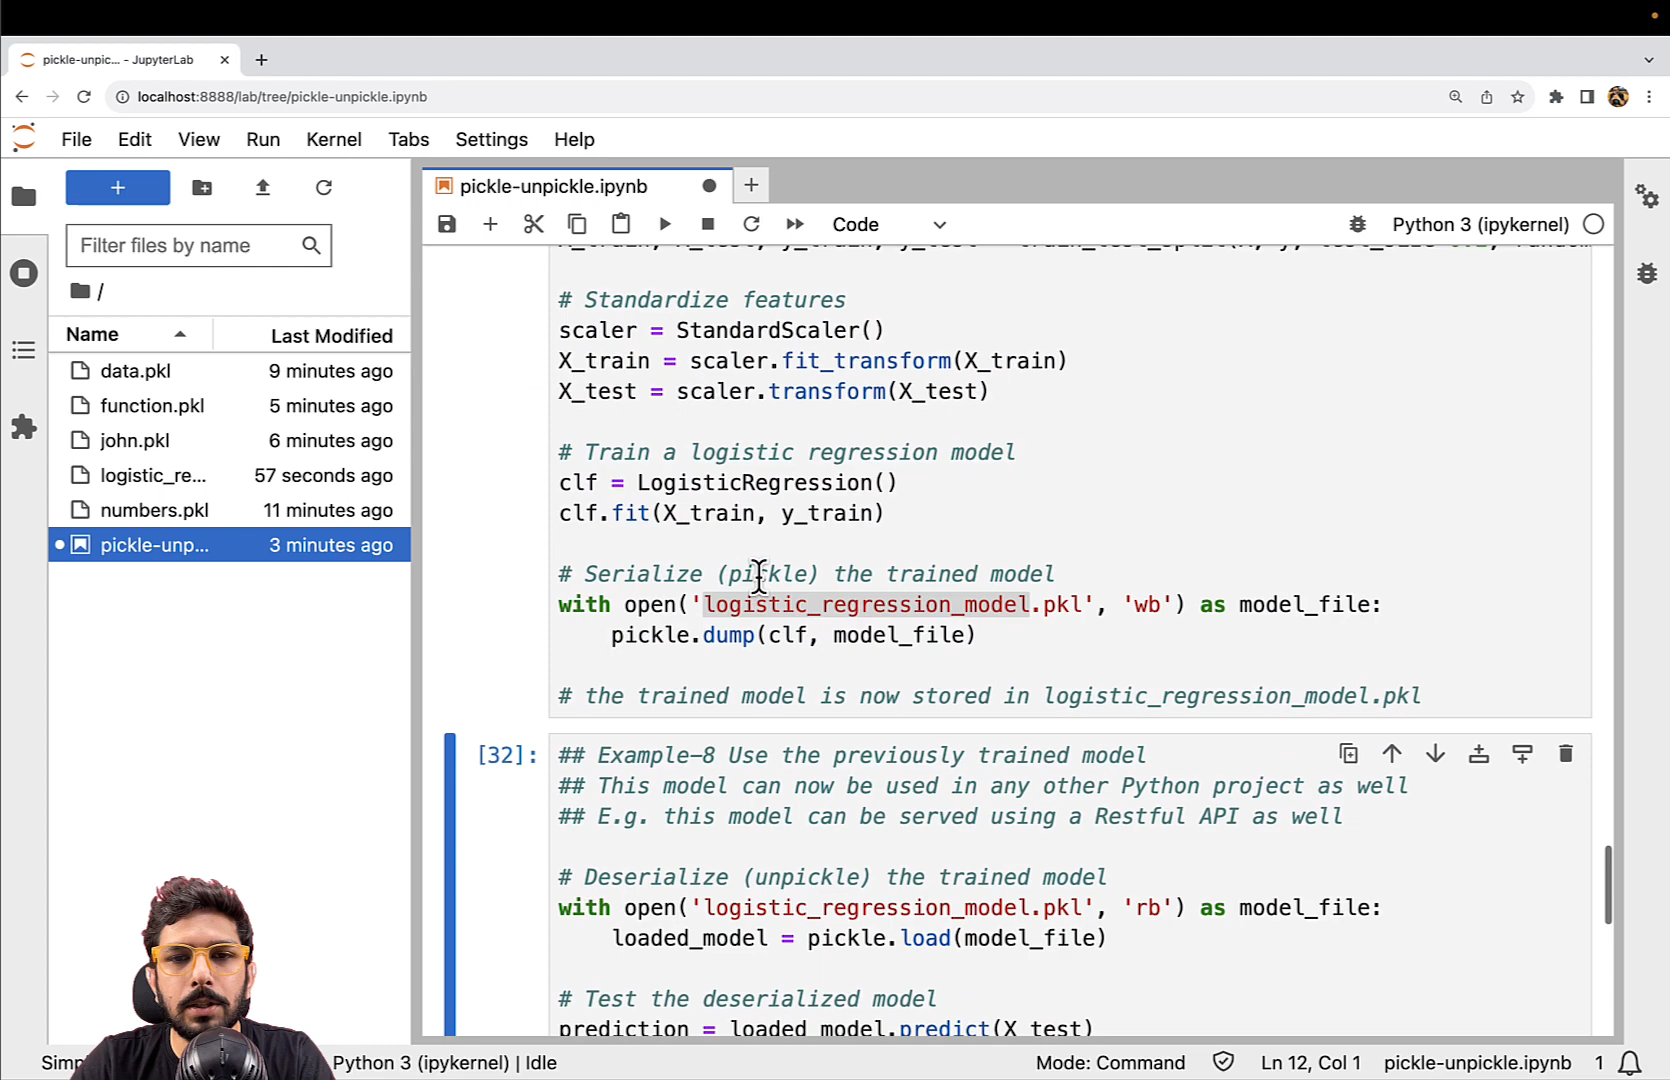 pickle-unpic... - JupyterLab
localhost:8888/lab/tree/pickle-unpickle.ipynb
File Edit View Run Kernel Tabs Settings Help
pickle-unpickle.ipynb
Code
Python 3 (ipykernel)
Filter files by name
/
Name Last Modified
data.pkl 9 minutes ago
function.pkl 5 minutes ago
john.pkl 6 minutes ago
logistic_re... 57 seconds ago
numbers.pkl 11 minutes ago
pickle-unp... 3 minutes ago
# Standardize features
scaler = StandardScaler()
X_train = scaler.fit_transform(X_train)
X_test = scaler.transform(X_test)
# Train a logistic regression model
clf = LogisticRegression()
clf.fit(X_train, y_train)
# Serialize (pickle) the trained model
with open('logistic_regression_model.pkl', 'wb') as model_file:
pickle.dump(clf, model_file)
# the trained model is now stored in logistic_regression_model.pkl
[32]:
## Example-8 Use the previously trained model
## This model can now be used in any other Python project as well
## E.g. this model can be served using a Restful API as well
# Deserialize (unpickle) the trained model
with open('logistic_regression_model.pkl', 'rb') as model_file:
loaded_model = pickle.load(model_file)
# Test the deserialized model
prediction = loaded_model.predict(X_test)
Python 3 (ipykernel) | Idle
Mode: Command
Ln 12, Col 1
pickle-unpickle.ipynb
1